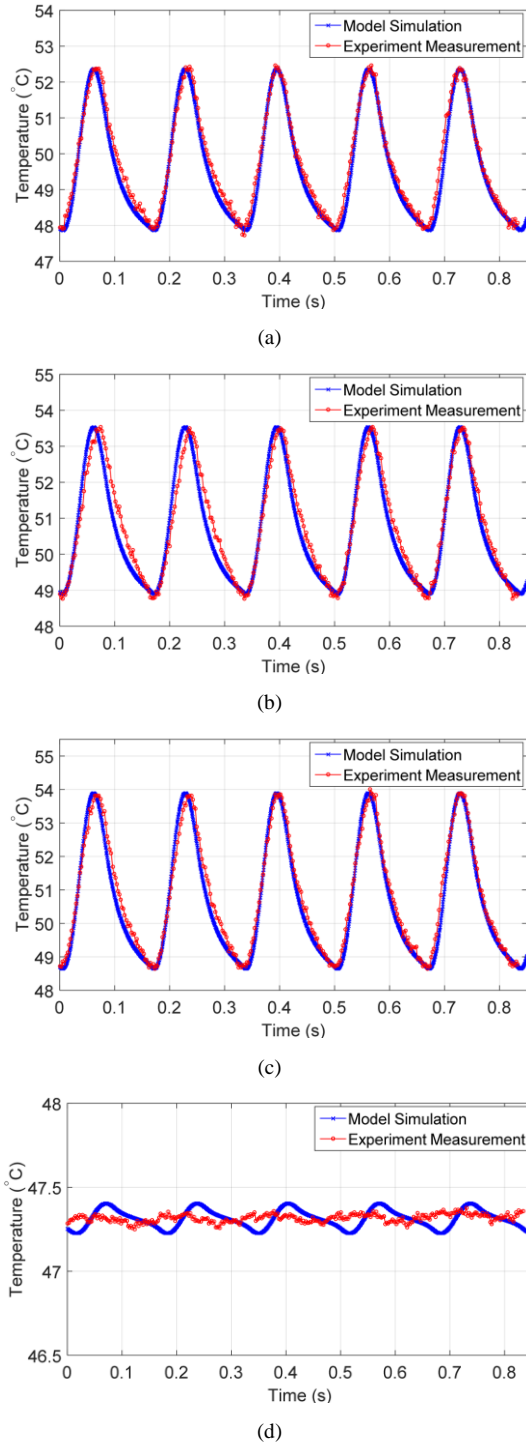 54
53
52
51
50
49
48
47
Temperature (°C)
Model Simulation
Experiment Measurement
0 0.1 0.2 0.3 0.4 0.5 0.6 0.7 0.8
Time (s)
(a)
55
54
53
52
51
50
49
48
Temperature (°C)
Model Simulation
Experiment Measurement
0 0.1 0.2 0.3 0.4 0.5 0.6 0.7 0.8
Time (s)
(b)
55
54
53
52
51
50
49
48
Temperature (°C)
Model Simulation
Experiment Measurement
0 0.1 0.2 0.3 0.4 0.5 0.6 0.7 0.8
Time (s)
(c)
48
47.5
47
46.5
Temperature (°C)
Model Simulation
Experiment Measurement
0 0.1 0.2 0.3 0.4 0.5 0.6 0.7 0.8
Time (s)
(d)